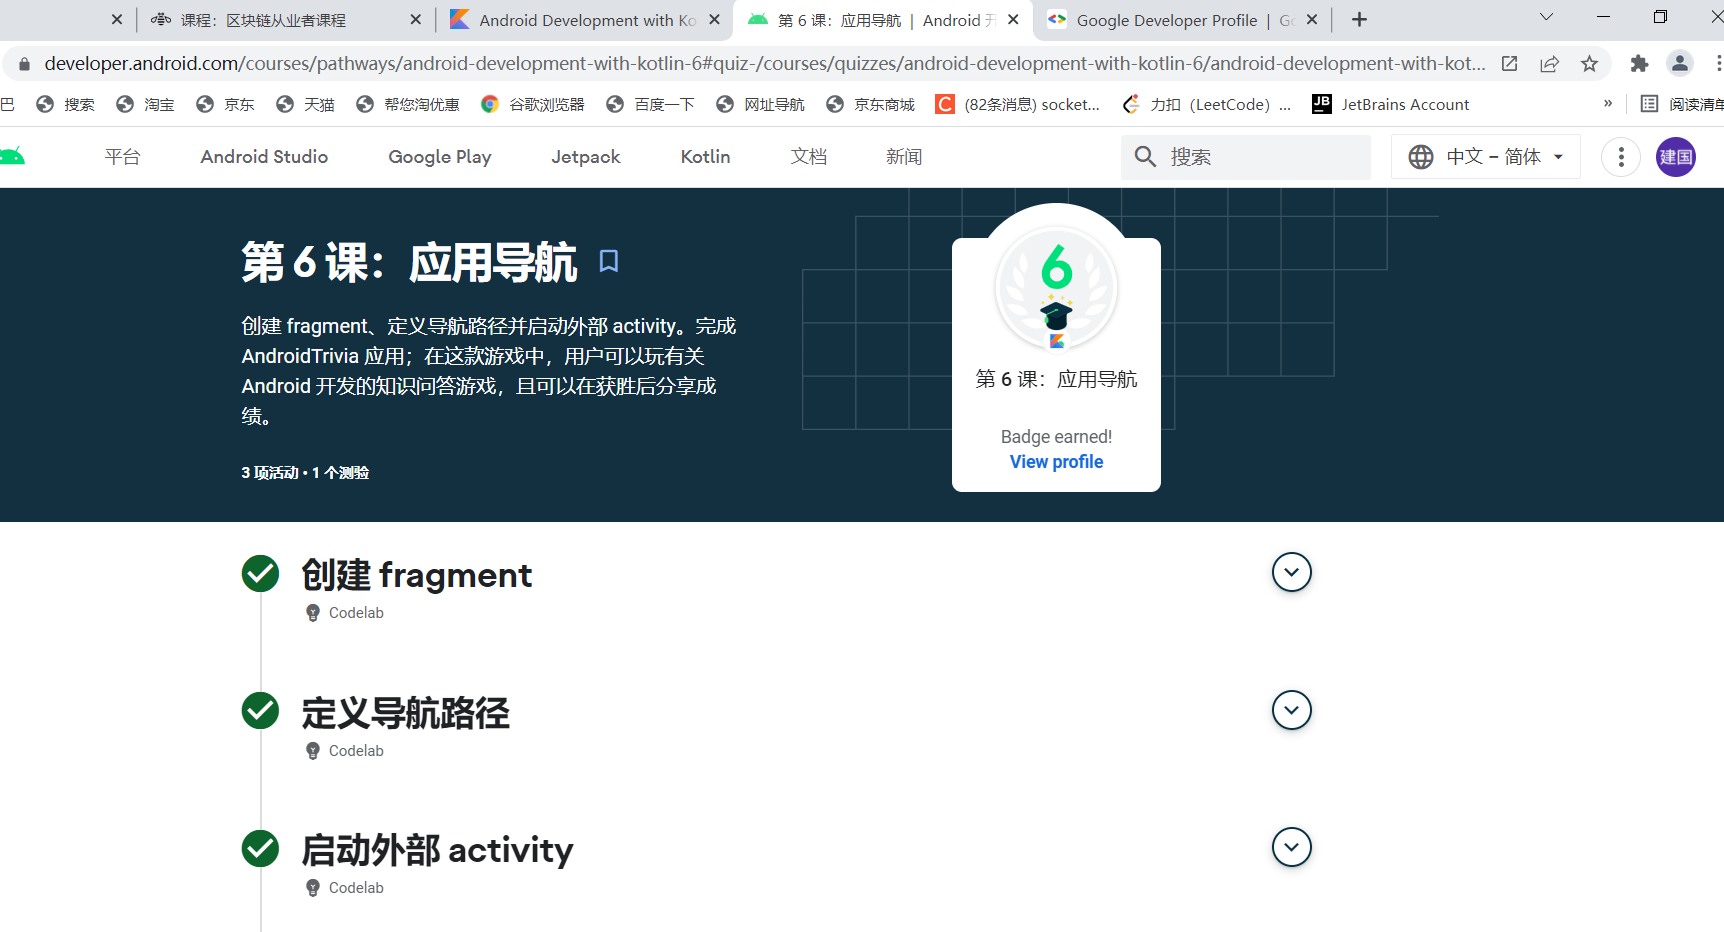 课程：区块链从业者课程
Android Development with Ko
第 6 课：应用导航 | Android 开
Google Developer Profile | Go
developer.android.com/courses/pathways/android-development-with-kotlin-6#quiz-/courses/quizzes/android-development-with-kotlin-6/android-development-with-kot...
巴 搜索 淘宝 京东 天猫 帮您淘优惠 谷歌浏览器 百度一下 网址导航 京东商城 C (82条消息) socket... 力扣（LeetCode）... JB JetBrains Account » 阅读清单
平台 Android Studio Google Play Jetpack Kotlin 文档 新闻 搜索 中文 – 简体 建国
第 6 课：应用导航
创建 fragment、定义导航路径并启动外部 activity。完成
AndroidTrivia 应用；在这款游戏中，用户可以玩有关
Android 开发的知识问答游戏，且可以在获胜后分享成
绩。
3 项活动 • 1 个测验
6
第 6 课：应用导航
Badge earned!
View profile
创建 fragment
Codelab
定义导航路径
Codelab
启动外部 activity
Codelab